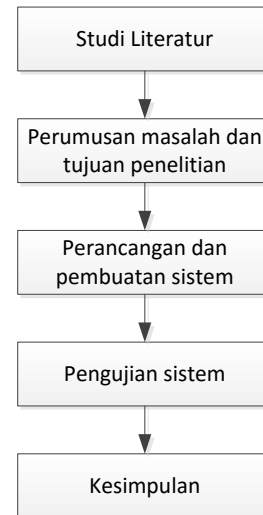 Studi Literatur
Perumusan masalah dan
tujuan penelitian
Perancangan dan
pembuatan sistem
Pengujian sistem
Kesimpulan